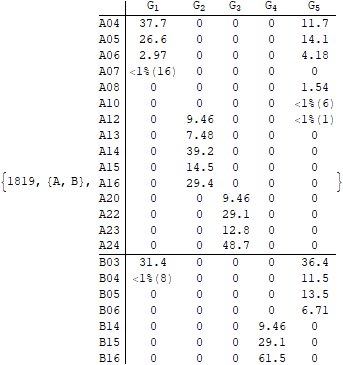 G₁ G₂ G₃ G₄ G₅
A04 37.7 0 0 0 11.7
A05 26.6 0 0 0 14.1
A06 2.97 0 0 0 4.18
A07 <1%(16) 0 0 0 0
A08 0 0 0 0 1.54
A10 0 0 0 0 <1%(6)
A12 0 9.46 0 0 <1%(1)
A13 0 7.48 0 0 0
A14 0 39.2 0 0 0
A15 0 14.5 0 0 0
{1819, {A, B}, A16 0 29.4 0 0 0 }
A20 0 0 9.46 0 0
A22 0 0 29.1 0 0
A23 0 0 12.8 0 0
A24 0 0 48.7 0 0
B03 31.4 0 0 0 36.4
B04 <1%(8) 0 0 0 11.5
B05 0 0 0 0 13.5
B06 0 0 0 0 6.71
B14 0 0 0 9.46 0
B15 0 0 0 29.1 0
B16 0 0 0 61.5 0